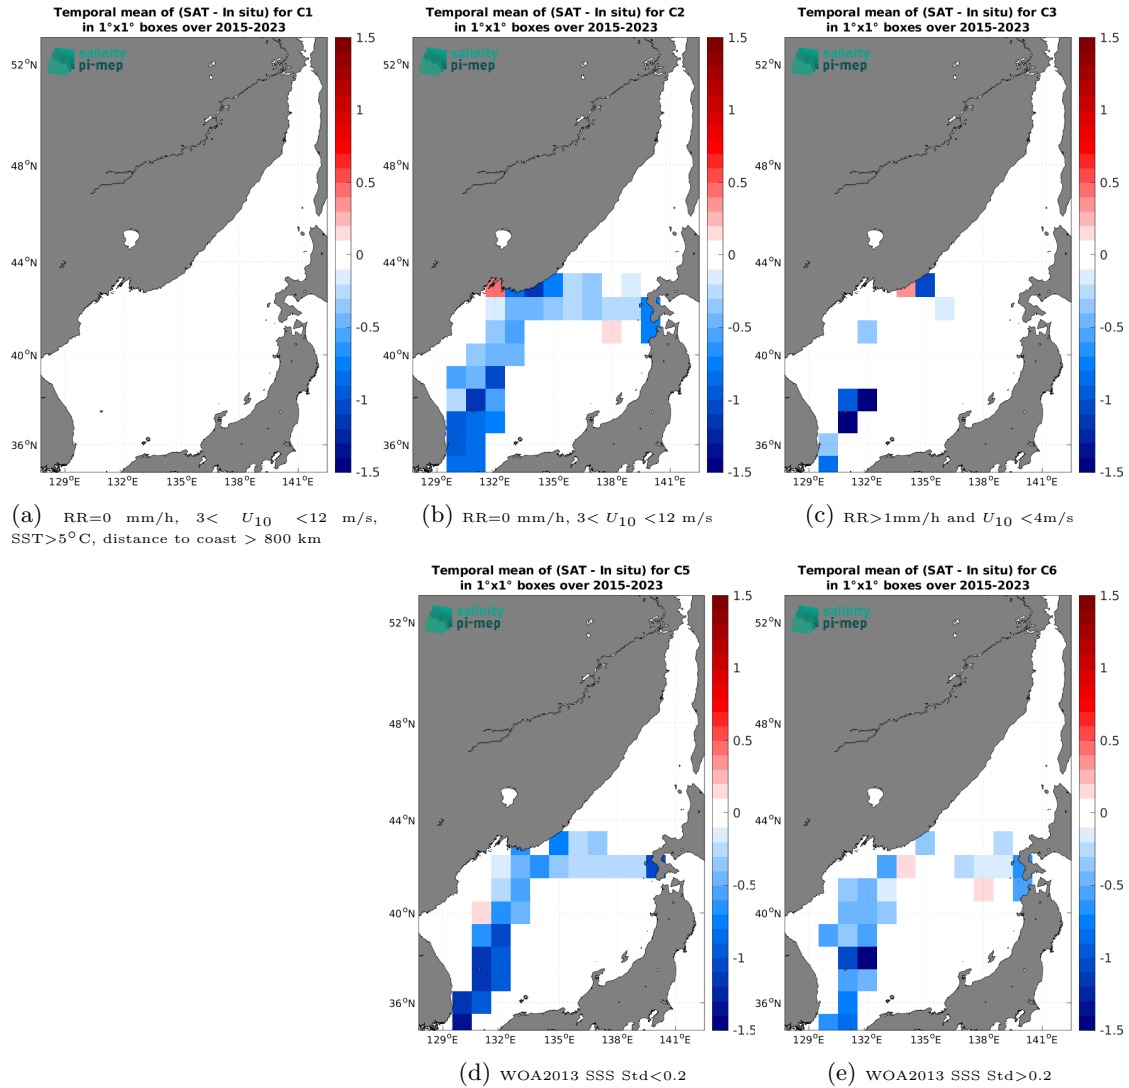 Temporal mean of (SAT - In situ) for C1
in 1°x1° boxes over 2015-2023
salinity
pi-mep
52°N
48°N
44°N
40°N
36°N
129°E 132°E 135°E 138°E 141°E
1.5
1
0.5
0
-0.5
-1
-1.5
(a) RR=0 mm/h, 3< U10 <12 m/s,
SST>5°C, distance to coast > 800 km
Temporal mean of (SAT - In situ) for C2
in 1°x1° boxes over 2015-2023
salinity
pi-mep
52°N
48°N
44°N
40°N
36°N
129°E 132°E 135°E 138°E 141°E
1.5
1
0.5
0
-0.5
-1
-1.5
(b) RR=0 mm/h, 3< U10 <12 m/s
Temporal mean of (SAT - In situ) for C3
in 1°x1° boxes over 2015-2023
salinity
pi-mep
52°N
48°N
44°N
40°N
36°N
129°E 132°E 135°E 138°E 141°E
1.5
1
0.5
0
-0.5
-1
-1.5
(c) RR>1mm/h and U10 <4m/s
Temporal mean of (SAT - In situ) for C5
in 1°x1° boxes over 2015-2023
salinity
pi-mep
52°N
48°N
44°N
40°N
36°N
129°E 132°E 135°E 138°E 141°E
1.5
1
0.5
0
-0.5
-1
-1.5
(d) WOA2013 SSS Std<0.2
Temporal mean of (SAT - In situ) for C6
in 1°x1° boxes over 2015-2023
salinity
pi-mep
52°N
48°N
44°N
40°N
36°N
129°E 132°E 135°E 138°E 141°E
1.5
1
0.5
0
-0.5
-1
-1.5
(e) WOA2013 SSS Std>0.2